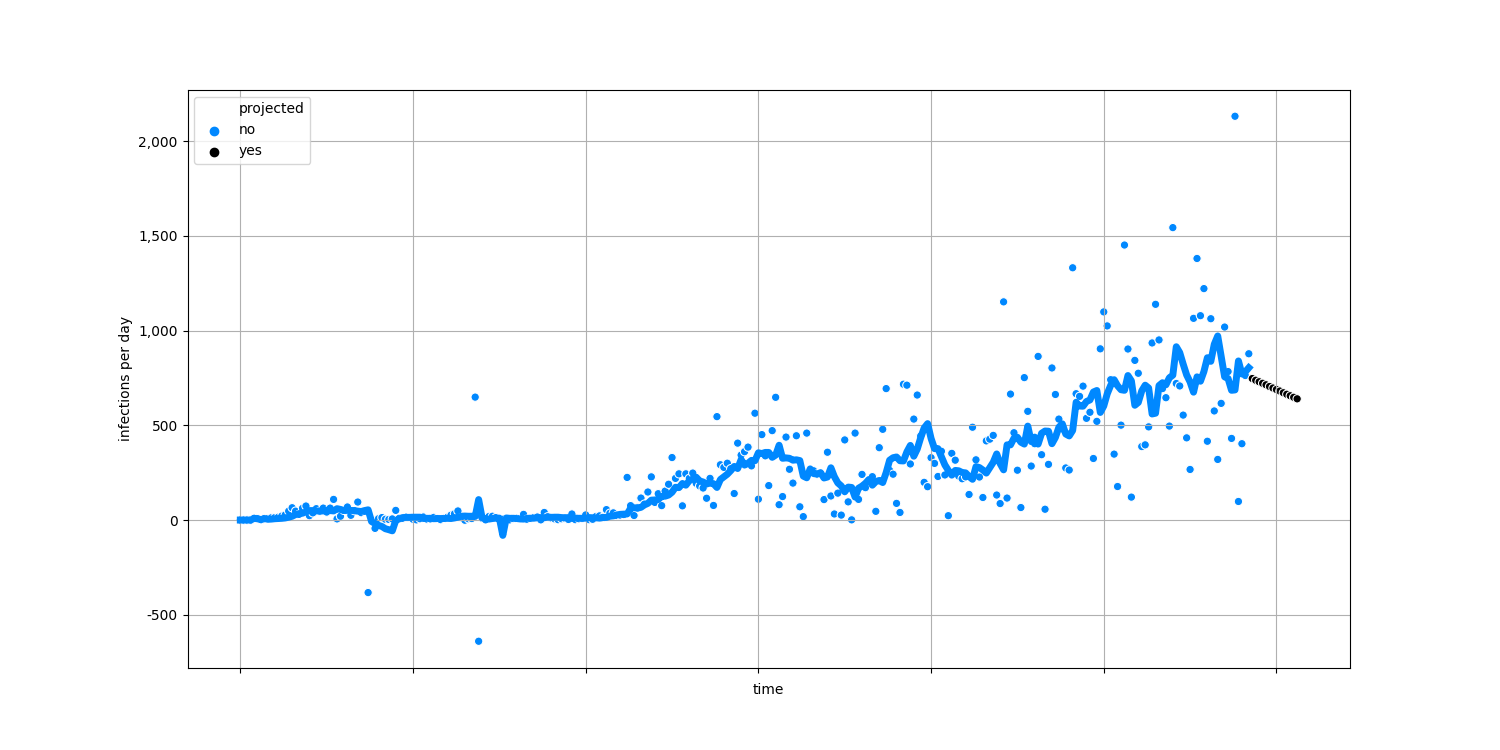 projected
no
yes
2,000
1,500
1,000
500
0
-500
infections per day
time